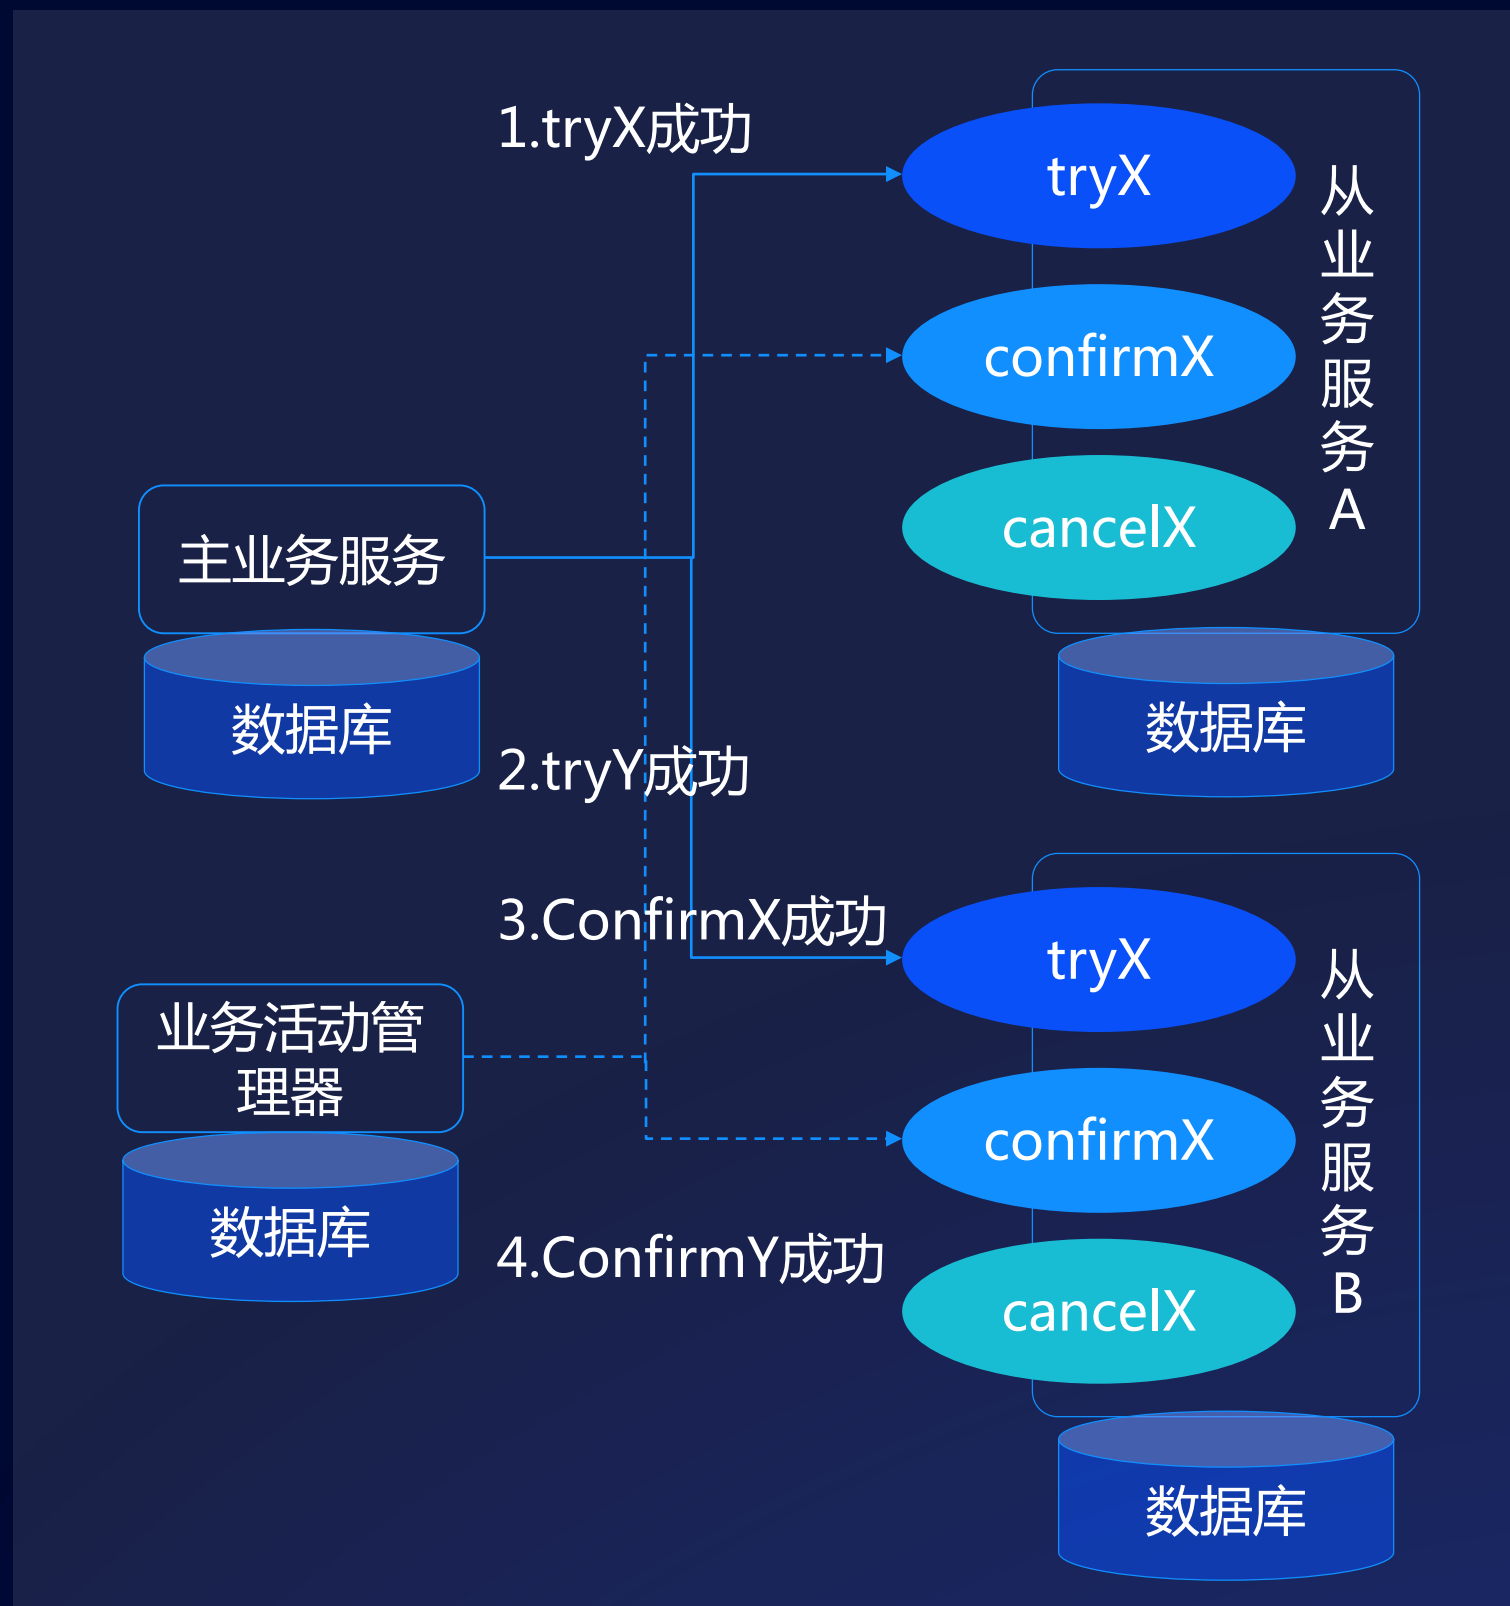 1.tryX成功
tryX
confirmX
cancelX
从
业
务
服
务
A
数据库
主业务服务
数据库
2.tryY成功
3.ConfirmX成功
业务活动管
理器
数据库
4.ConfirmY成功
tryX
confirmX
cancelX
从
业
务
服
务
B
数据库